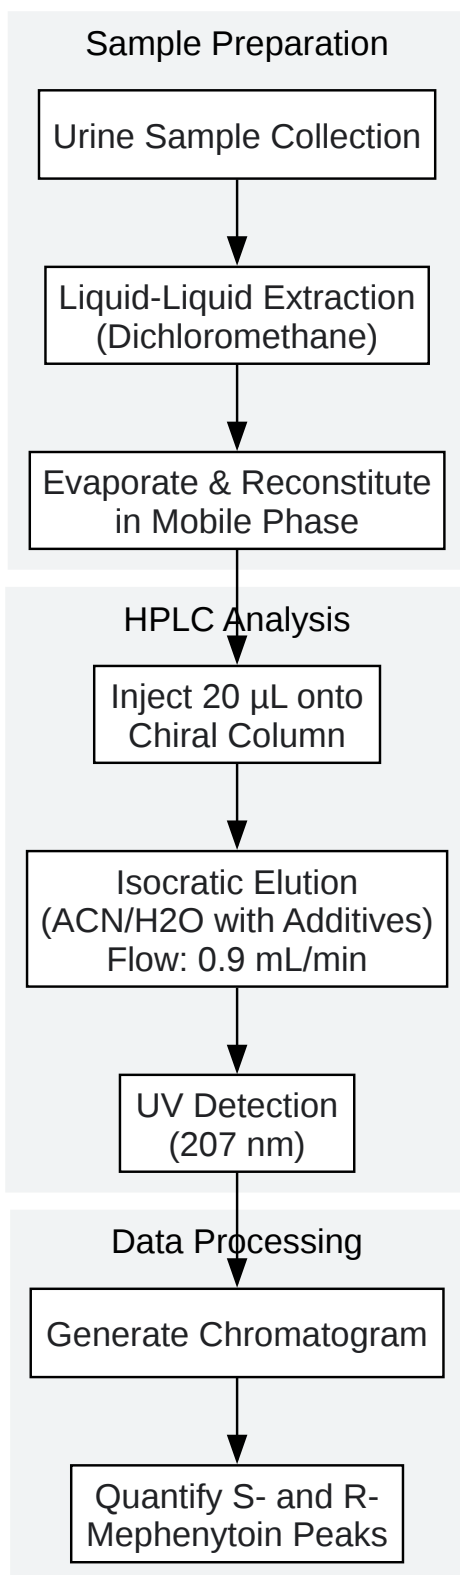 Sample Preparation
Urine Sample Collection
Liquid-Liquid Extraction
(Dichloromethane)
Evaporate & Reconstitute
in Mobile Phase
HPLC Analysis
Inject 20 µL onto
Chiral Column
Isocratic Elution
(ACN/H2O with Additives)
Flow: 0.9 mL/min
UV Detection
(207 nm)
Data Processing
Generate Chromatogram
Quantify S- and R-
Mephenytoin Peaks